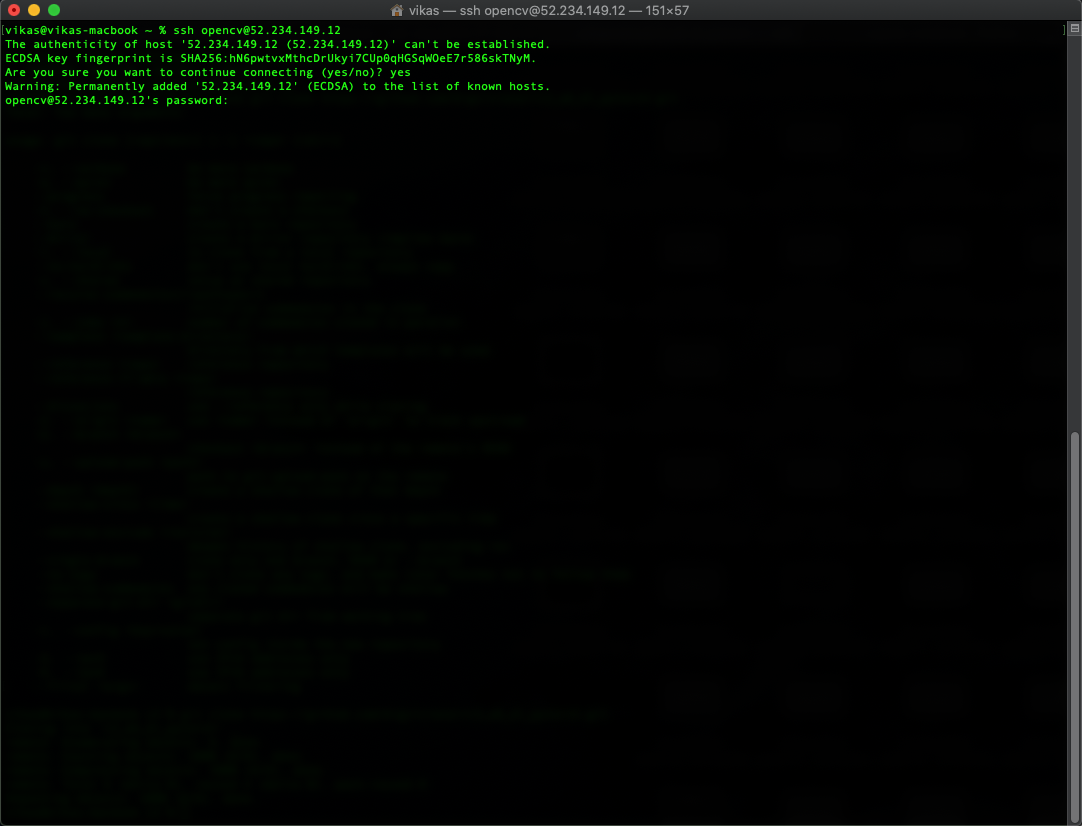 vikas — ssh opencv@52.234.149.12 — 151×57
[vikas@vikas-macbook ~ % ssh opencv@52.234.149.12 ]
The authenticity of host '52.234.149.12 (52.234.149.12)' can't be established.
ECDSA key fingerprint is SHA256:hN6pwtvxMthcDrUkyi7CUp0qHGSqWOeE7r586skTNyM.
Are you sure you want to continue connecting (yes/no)? yes
Warning: Permanently added '52.234.149.12' (ECDSA) to the list of known hosts.
opencv@52.234.149.12's password: